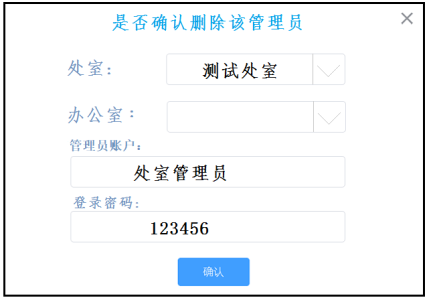 是否确认删除该管理员
处室： 测试处室
办公室：
管理员账户：
处室管理员
登录密码：
123456
确认